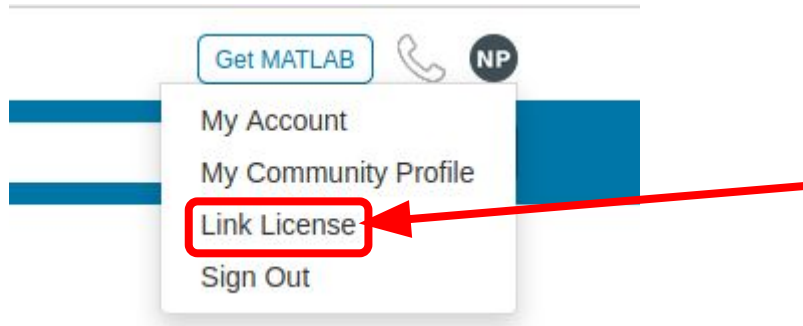 Get MATLAB NP
My Account
My Community Profile
Link License
Sign Out